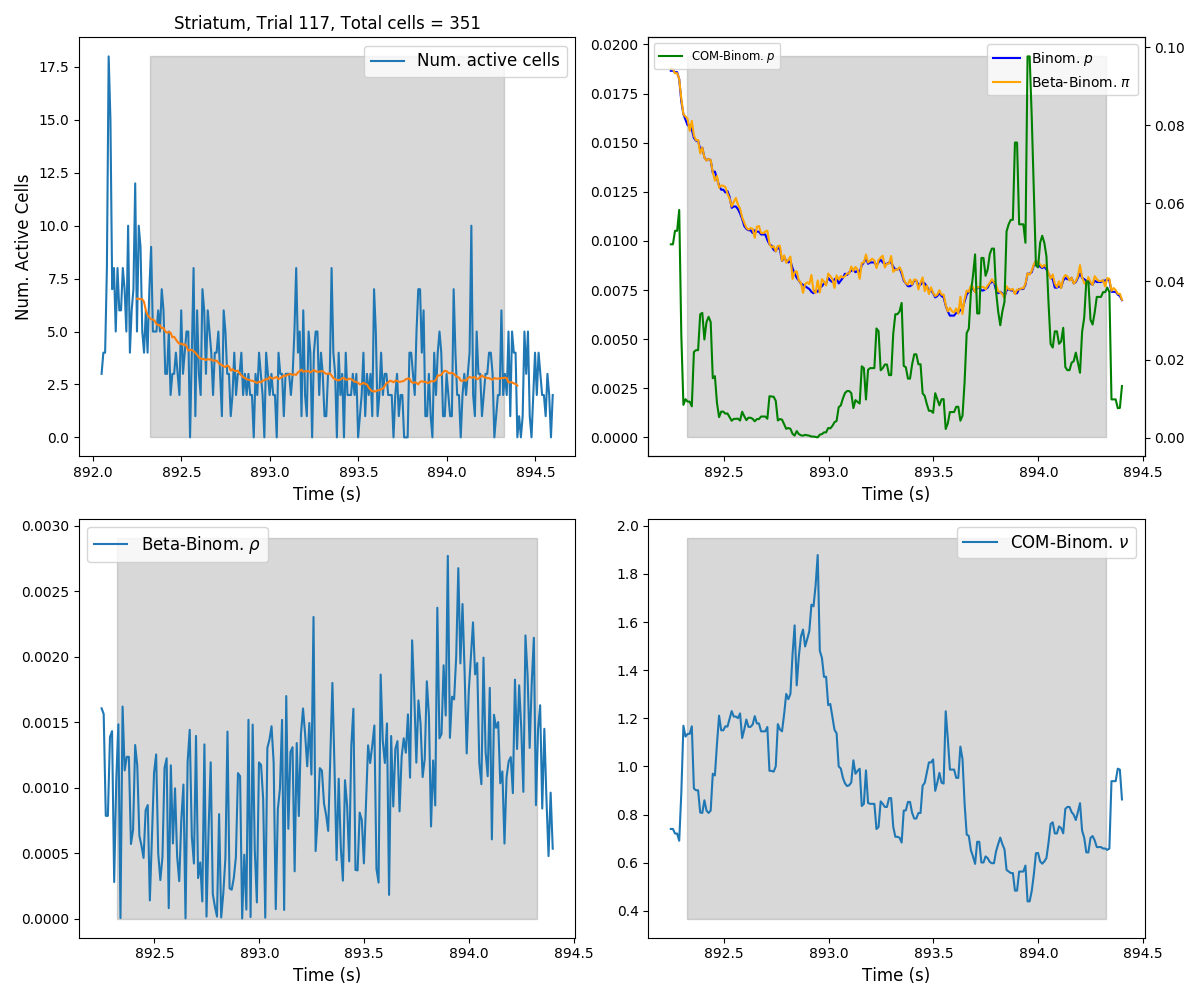 Striatum, Trial 117, Total cells = 351
Num. active cells
17.5
15.0
12.5
10.0
7.5
5.0
2.5
0.0
Num. Active Cells
892.0 892.5 893.0 893.5 894.0 894.5
Time (s)
COM-Binom. p
Binom. p
Beta-Binom. π
0.0200
0.0175
0.0150
0.0125
0.0100
0.0075
0.0050
0.0025
0.0000
0.10
0.08
0.06
0.04
0.02
0.00
892.5 893.0 893.5 894.0 894.5
Time (s)
Beta-Binom. ρ
0.0030
0.0025
0.0020
0.0015
0.0010
0.0005
0.0000
892.5 893.0 893.5 894.0 894.5
Time (s)
COM-Binom. ν
2.0
1.8
1.6
1.4
1.2
1.0
0.8
0.6
0.4
892.5 893.0 893.5 894.0 894.5
Time (s)